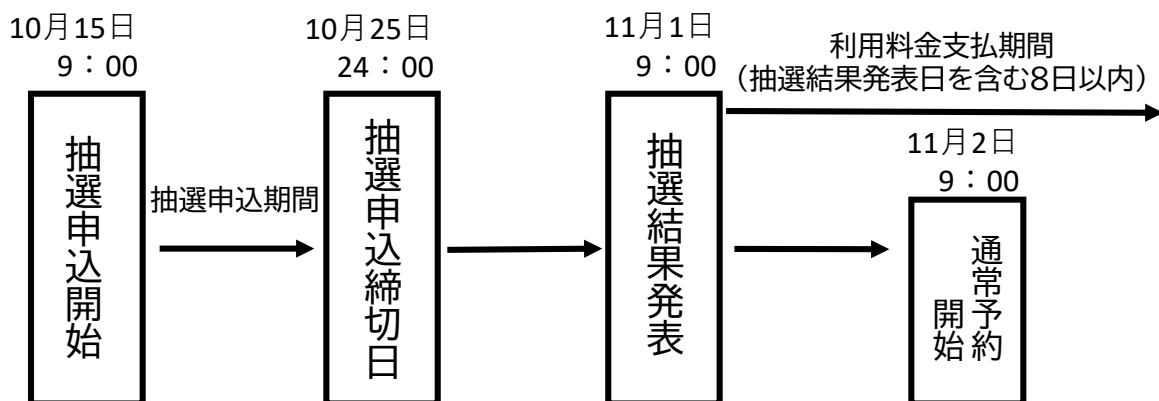 10月15日
9：00
抽選申込開始
抽選申込期間
10月25日
24：00
抽選申込締切日
11月1日
9：00
抽選結果発表
利用料金支払期間
（抽選結果発表日を含む8日以内）
11月2日
9：00
通常予約
開始